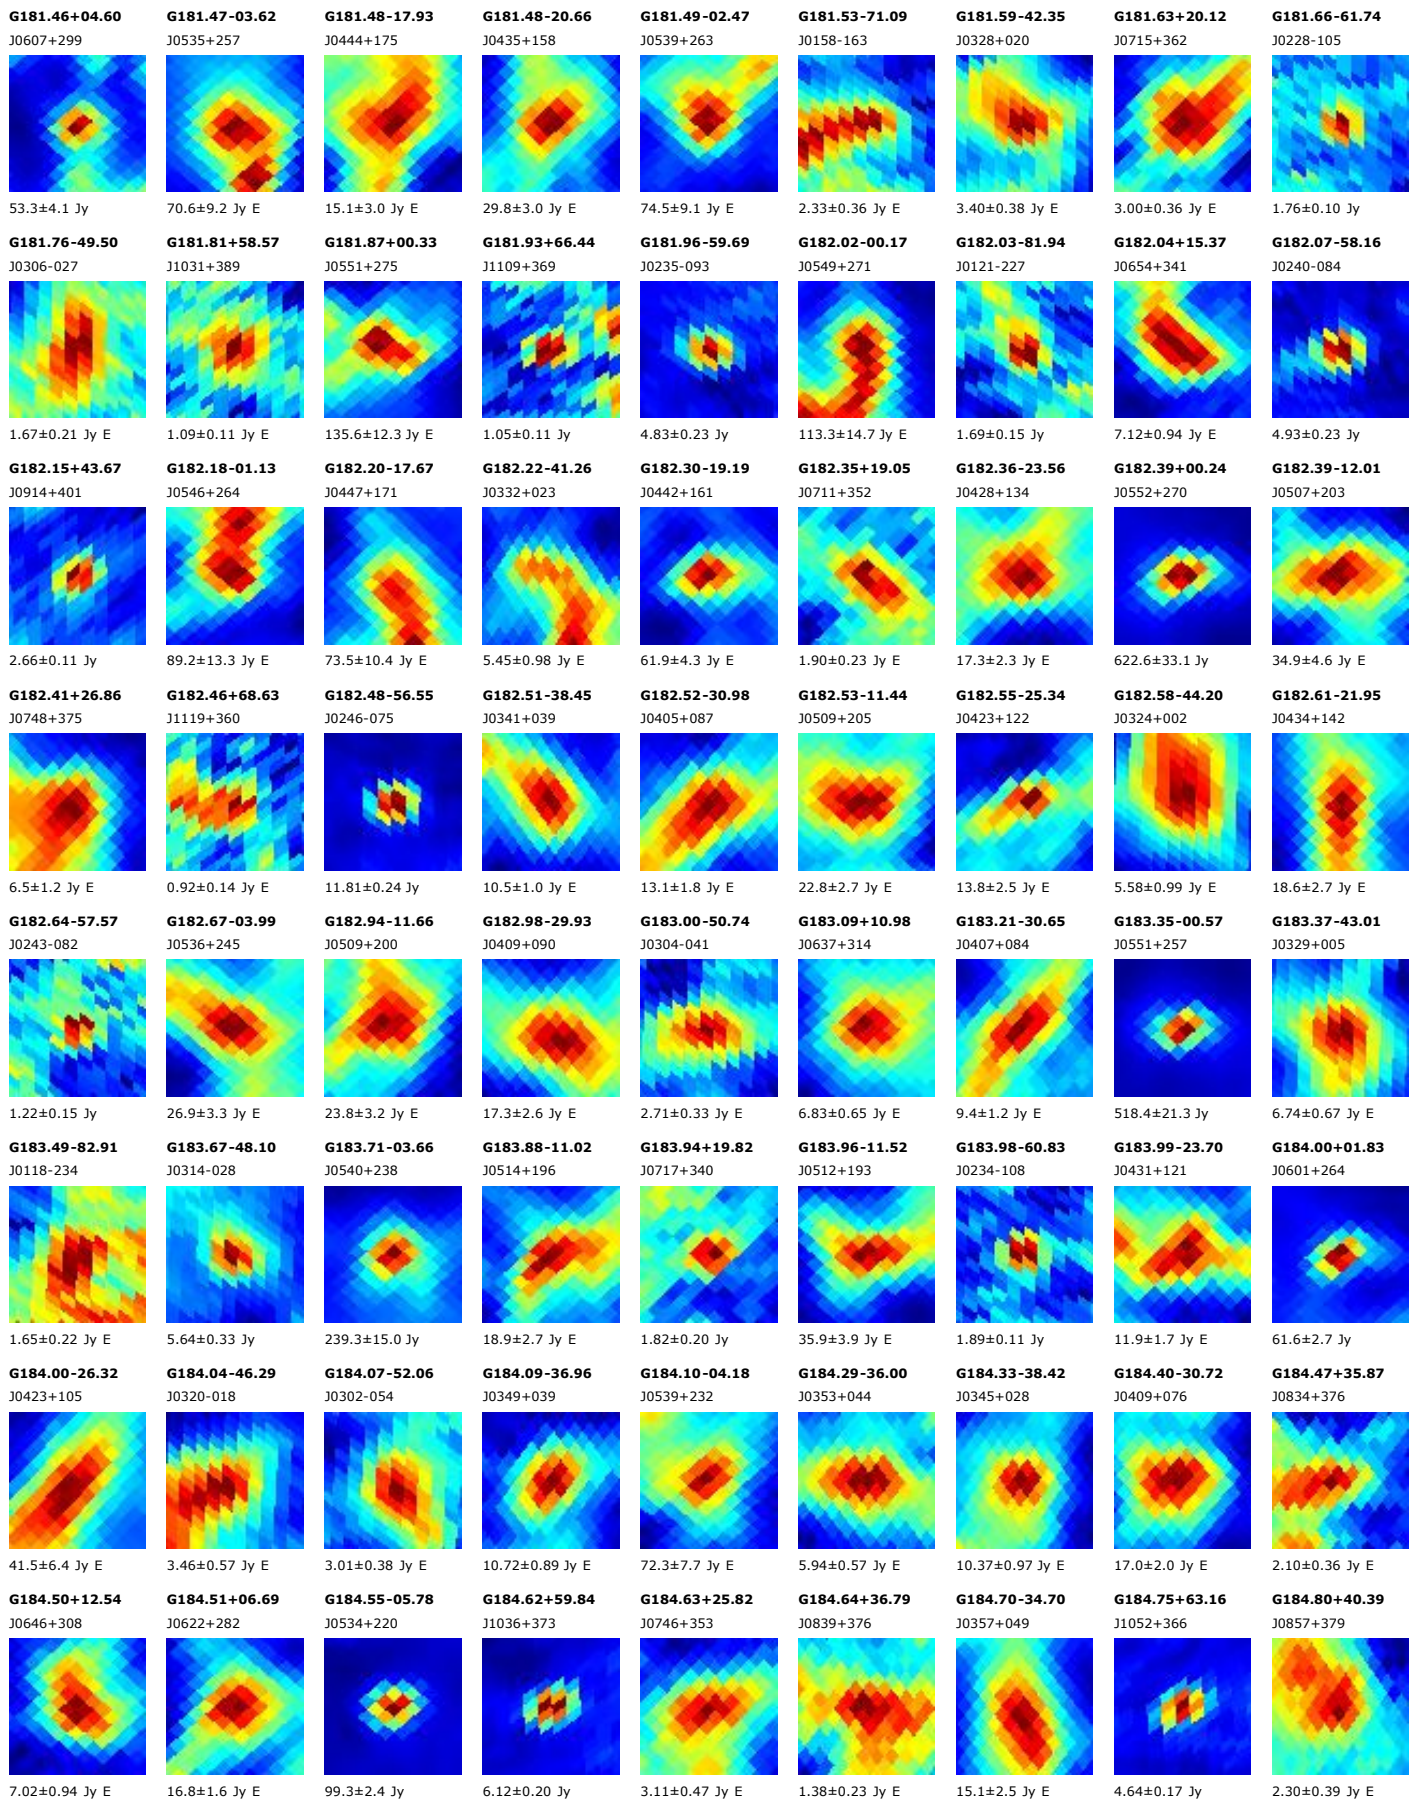 G181.46+04.60 G181.47-03.62 G181.48-17.93 G181.48-20.66 G181.49-02.47 G181.53-71.09 G181.59-42.35 G181.63+20.12 G181.66-61.74
J0607+299 J0535+257 J0444+175 J0435+158 J0539+263 J0158-163 J0328+020 J0715+362 J0228-105
53.3±4.1 Jy 70.6±9.2 Jy E 15.1±3.0 Jy E 29.8±3.0 Jy E 74.5±9.1 Jy E 2.33±0.36 Jy E 3.40±0.38 Jy E 3.00±0.36 Jy E 1.76±0.10 Jy
G181.76-49.50 G181.81+58.57 G181.87+00.33 G181.93+66.44 G181.96-59.69 G182.02-00.17 G182.03-81.94 G182.04+15.37 G182.07-58.16
J0306-027 J1031+389 J0551+275 J1109+369 J0235-093 J0549+271 J0121-227 J0654+341 J0240-084
1.67±0.21 Jy E 1.09±0.11 Jy E 135.6±12.3 Jy E 1.05±0.11 Jy 4.83±0.23 Jy 113.3±14.7 Jy E 1.69±0.15 Jy 7.12±0.94 Jy E 4.93±0.23 Jy
G182.15+43.67 G182.18-01.13 G182.20-17.67 G182.22-41.26 G182.30-19.19 G182.35+19.05 G182.36-23.56 G182.39+00.24 G182.39-12.01
J0914+401 J0546+264 J0447+171 J0332+023 J0442+161 J0711+352 J0428+134 J0552+270 J0507+203
2.66±0.11 Jy 89.2±13.3 Jy E 73.5±10.4 Jy E 5.45±0.98 Jy E 61.9±4.3 Jy E 1.90±0.23 Jy E 17.3±2.3 Jy E 622.6±33.1 Jy 34.9±4.6 Jy E
G182.41+26.86 G182.46+68.63 G182.48-56.55 G182.51-38.45 G182.52-30.98 G182.53-11.44 G182.55-25.34 G182.58-44.20 G182.61-21.95
J0748+375 J1119+360 J0246-075 J0341+039 J0405+087 J0509+205 J0423+122 J0324+002 J0434+142
6.5±1.2 Jy E 0.92±0.14 Jy E 11.81±0.24 Jy 10.5±1.0 Jy E 13.1±1.8 Jy E 22.8±2.7 Jy E 13.8±2.5 Jy E 5.58±0.99 Jy E 18.6±2.7 Jy E
G182.64-57.57 G182.67-03.99 G182.94-11.66 G182.98-29.93 G183.00-50.74 G183.09+10.98 G183.21-30.65 G183.35-00.57 G183.37-43.01
J0243-082 J0536+245 J0509+200 J0409+090 J0304-041 J0637+314 J0407+084 J0551+257 J0329+005
1.22±0.15 Jy 26.9±3.3 Jy E 23.8±3.2 Jy E 17.3±2.6 Jy E 2.71±0.33 Jy E 6.83±0.65 Jy E 9.4±1.2 Jy E 518.4±21.3 Jy 6.74±0.67 Jy E
G183.49-82.91 G183.67-48.10 G183.71-03.66 G183.88-11.02 G183.94+19.82 G183.96-11.52 G183.98-60.83 G183.99-23.70 G184.00+01.83
J0118-234 J0314-028 J0540+238 J0514+196 J0717+340 J0512+193 J0234-108 J0431+121 J0601+264
1.65±0.22 Jy E 5.64±0.33 Jy 239.3±15.0 Jy 18.9±2.7 Jy E 1.82±0.20 Jy 35.9±3.9 Jy E 1.89±0.11 Jy 11.9±1.7 Jy E 61.6±2.7 Jy
G184.00-26.32 G184.04-46.29 G184.07-52.06 G184.09-36.96 G184.10-04.18 G184.29-36.00 G184.33-38.42 G184.40-30.72 G184.47+35.87
J0423+105 J0320-018 J0302-054 J0349+039 J0539+232 J0353+044 J0345+028 J0409+076 J0834+376
41.5±6.4 Jy E 3.46±0.57 Jy E 3.01±0.38 Jy E 10.72±0.89 Jy E 72.3±7.7 Jy E 5.94±0.57 Jy E 10.37±0.97 Jy E 17.0±2.0 Jy E 2.10±0.36 Jy E
G184.50+12.54 G184.51+06.69 G184.55-05.78 G184.62+59.84 G184.63+25.82 G184.64+36.79 G184.70-34.70 G184.75+63.16 G184.80+40.39
J0646+308 J0622+282 J0534+220 J1036+373 J0746+353 J0839+376 J0357+049 J1052+366 J0857+379
7.02±0.94 Jy E 16.8±1.6 Jy E 99.3±2.4 Jy 6.12±0.20 Jy 3.11±0.47 Jy E 1.38±0.23 Jy E 15.1±2.5 Jy E 4.64±0.17 Jy 2.30±0.39 Jy E